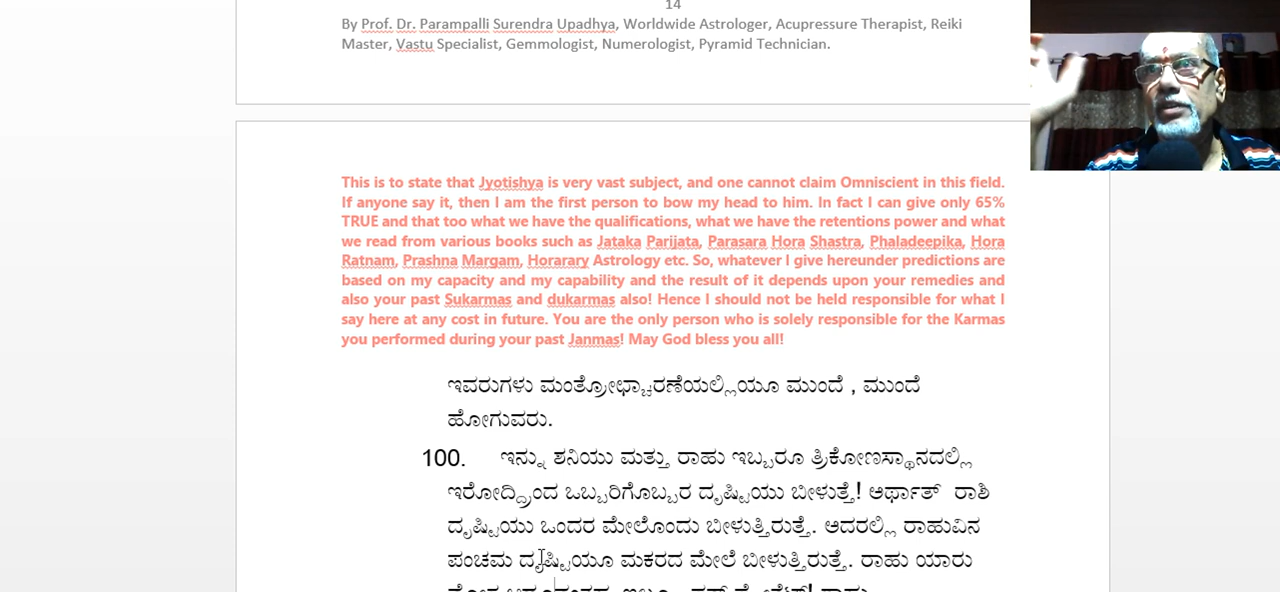 14
By Prof. Dr. Parampalli Surendra Upadhya, Worldwide Astrologer, Acupressure Therapist, Reiki
Master, Vastu Specialist, Gemmologist, Numerologist, Pyramid Technician.
This is to state that Jyotishya is very vast subject, and one cannot claim Omniscient in this field.
If anyone say it, then I am the first person to bow my head to him. In fact I can give only 65%
TRUE and that too what we have the qualifications, what we have the retentions power and what
we read from various books such as Jataka Parijata, Parasara Hora Shastra, Phaladeepika, Hora
Ratnam, Prashna Margam, Horarary Astrology etc. So, whatever I give hereunder predictions are
based on my capacity and my capability and the result of it depends upon your remedies and
also your past Sukarmas and dukarmas also! Hence I should not be held responsible for what I
say here at any cost in future. You are the only person who is solely responsible for the Karmas
you performed during your past Janmas! May God bless you all!
ಇವರುಗಳು ಮಂತ್ರೋಛ್ಚಾರಣೆಯಲ್ಲಿಯೂ ಮುಂದೆ , ಮುಂದೆ
ಹೋಗುವರು.
100. ಇನ್ನು ಶನಿಯು ಮತ್ತು ರಾಹು ಇಬ್ಬರೂ ತ್ರಿಕೋಣಸ್ಥಾನದಲ್ಲಿ
ಇರೋದ್ದ್ರಿಂದ ಒಬ್ಬರಿಗೊಬ್ಬರ ದೃಷ್ಟಿಯು ಬೀಳುತ್ತೆ! ಅರ್ಥಾತ್ ರಾಶಿ
ದೃಷ್ಟಿಯು ಒಂದರ ಮೇಲೊಂದು ಬೀಳುತ್ತಿರುತ್ತೆ. ಅದರಲ್ಲಿ ರಾಹುವಿನ
ಪಂಚಮ ದೃಷ್ಟಿಯೂ ಮಕರದ ಮೇಲೆ ಬೀಳುತ್ತಿರುತ್ತೆ. ರಾಹು ಯಾರು